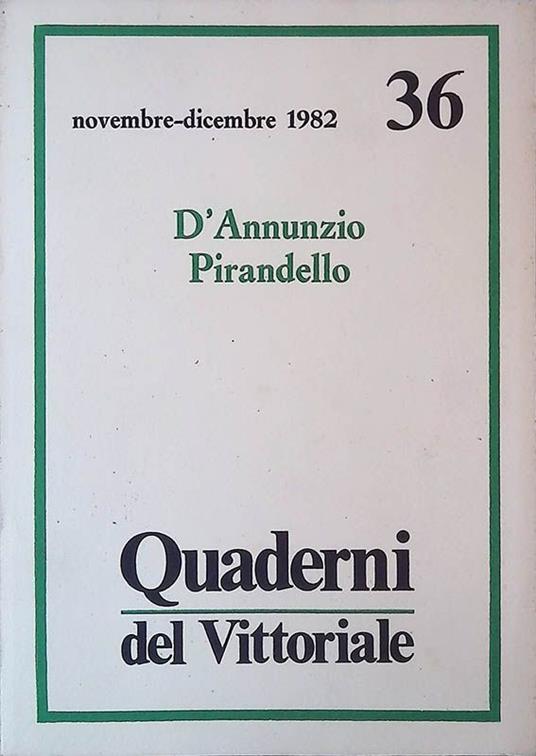 novembre-dicembre 1982 36
D'Annunzio
Pirandello
Quaderni
del Vittoriale